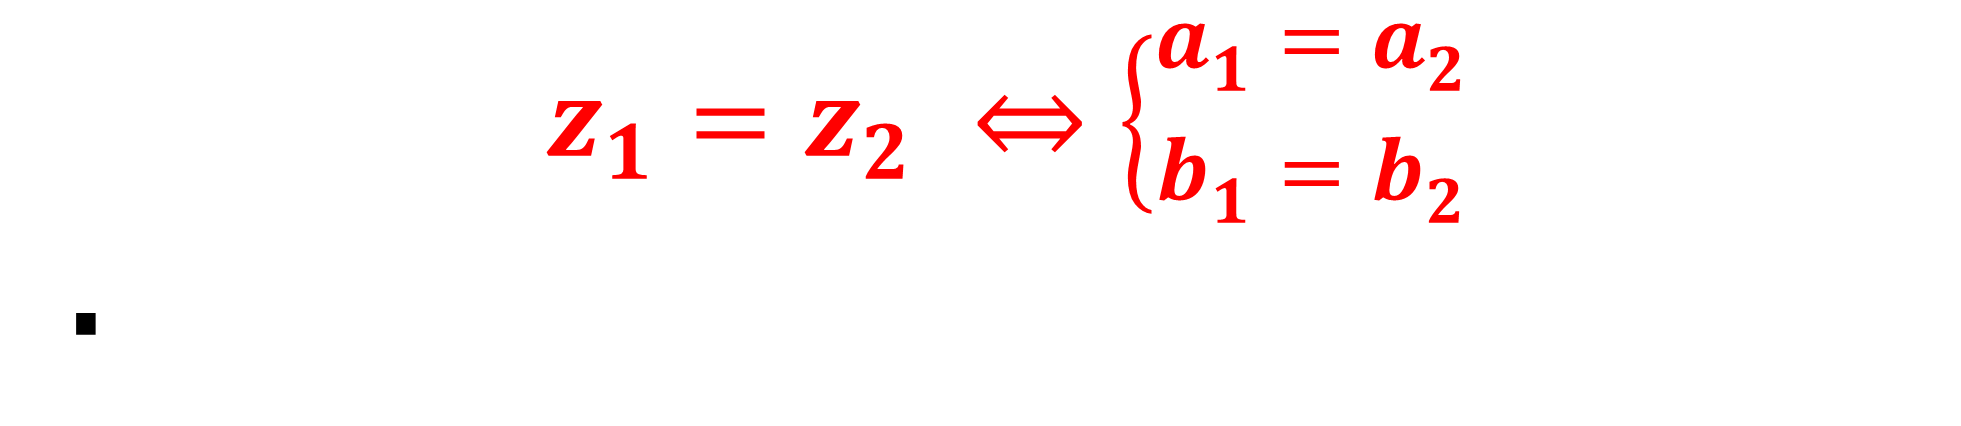 z₁ = z₂ ⇔ { a₁ = a₂
b₁ = b₂
▪